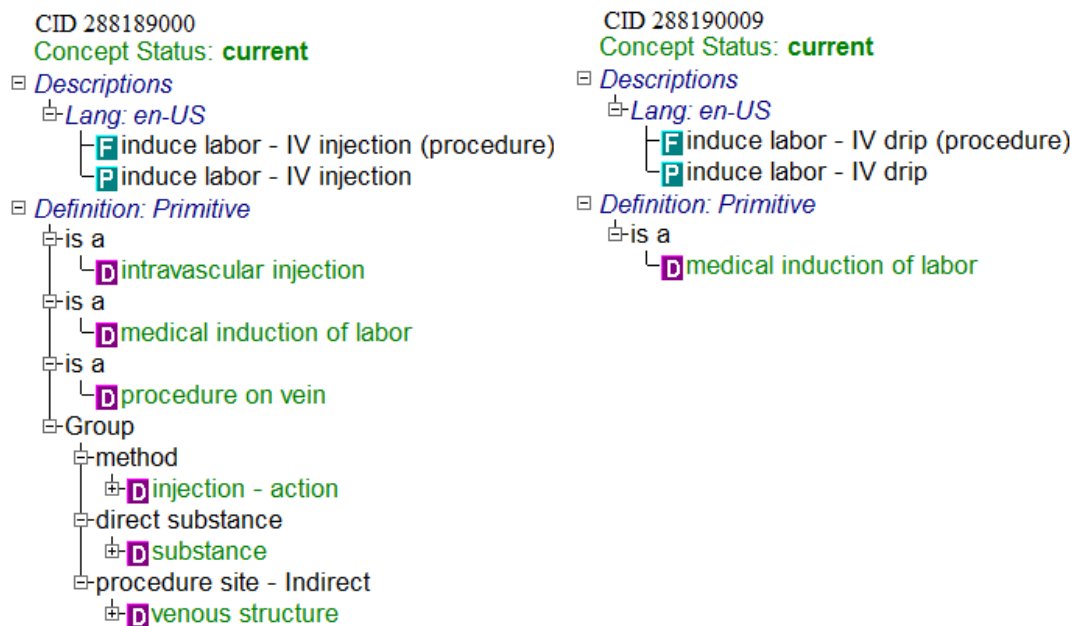 CID 288189000
Concept Status: current
Descriptions
Lang: en-US
F induce labor - IV injection (procedure)
P induce labor - IV injection
Definition: Primitive
is a
D intravascular injection
is a
D medical induction of labor
is a
D procedure on vein
Group
method
D injection - action
direct substance
D substance
procedure site - Indirect
D venous structure
CID 288190009
Concept Status: current
Descriptions
Lang: en-US
F induce labor - IV drip (procedure)
P induce labor - IV drip
Definition: Primitive
is a
D medical induction of labor